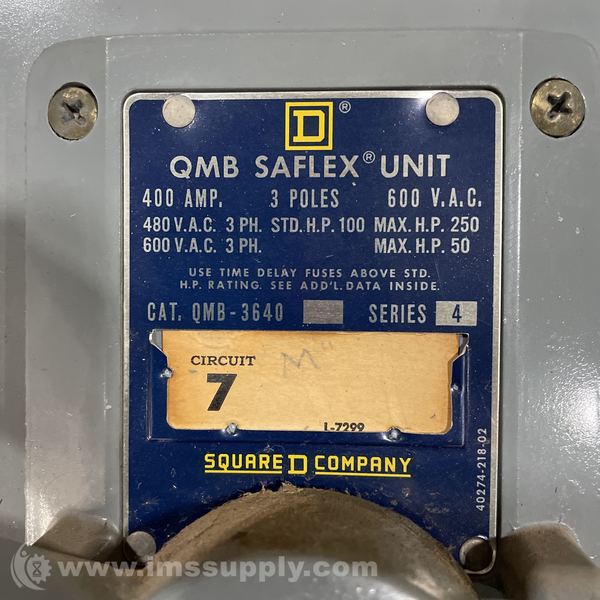 D®
QMB SAFLEX® UNIT
400 AMP. 3 POLES 600 V.A.C.
480 V.A.C. 3 PH. STD. H.P. 100 MAX. H.P. 250
600 V.A.C. 3 PH. MAX. H.P. 50
USE TIME DELAY FUSES ABOVE STD.
H.P. RATING. SEE ADD'L. DATA INSIDE.
CAT. QMB-3640 SERIES 4
CIRCUIT M"
7
L-7299
SQUARE D COMPANY
40274-218-02
www.imssupply.com